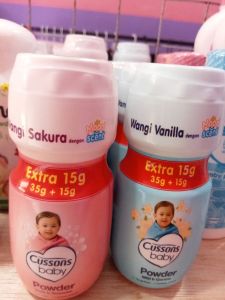 Wangi Sakura dengan
Extra 15g
35g + 15g
Cussons
baby
Powder
Wangi Vanilla dengan
Extra 15g
35g + 15g
Cussons
baby
Powder